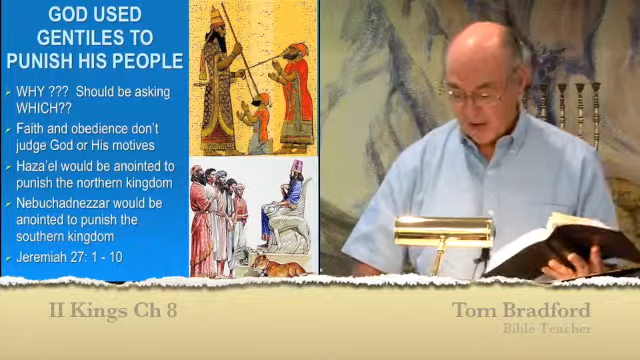 GOD USED
GENTILES TO
PUNISH HIS PEOPLE
WHY ??? Should be asking
WHICH??
Faith and obedience don't
judge God or His motives
Haza'el would be anointed to
punish the northern kingdom
Nebuchadnezzar would be
anointed to punish the
southern kingdom
Jeremiah 27: 1 - 10
II Kings Ch 8
Tom Bradford
Bible Teacher